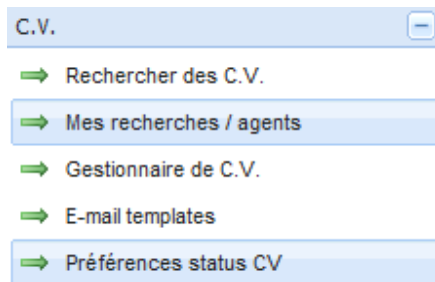 C.V.
Rechercher des C.V.
Mes recherches / agents
Gestionnaire de C.V.
E-mail templates
Préférences status CV